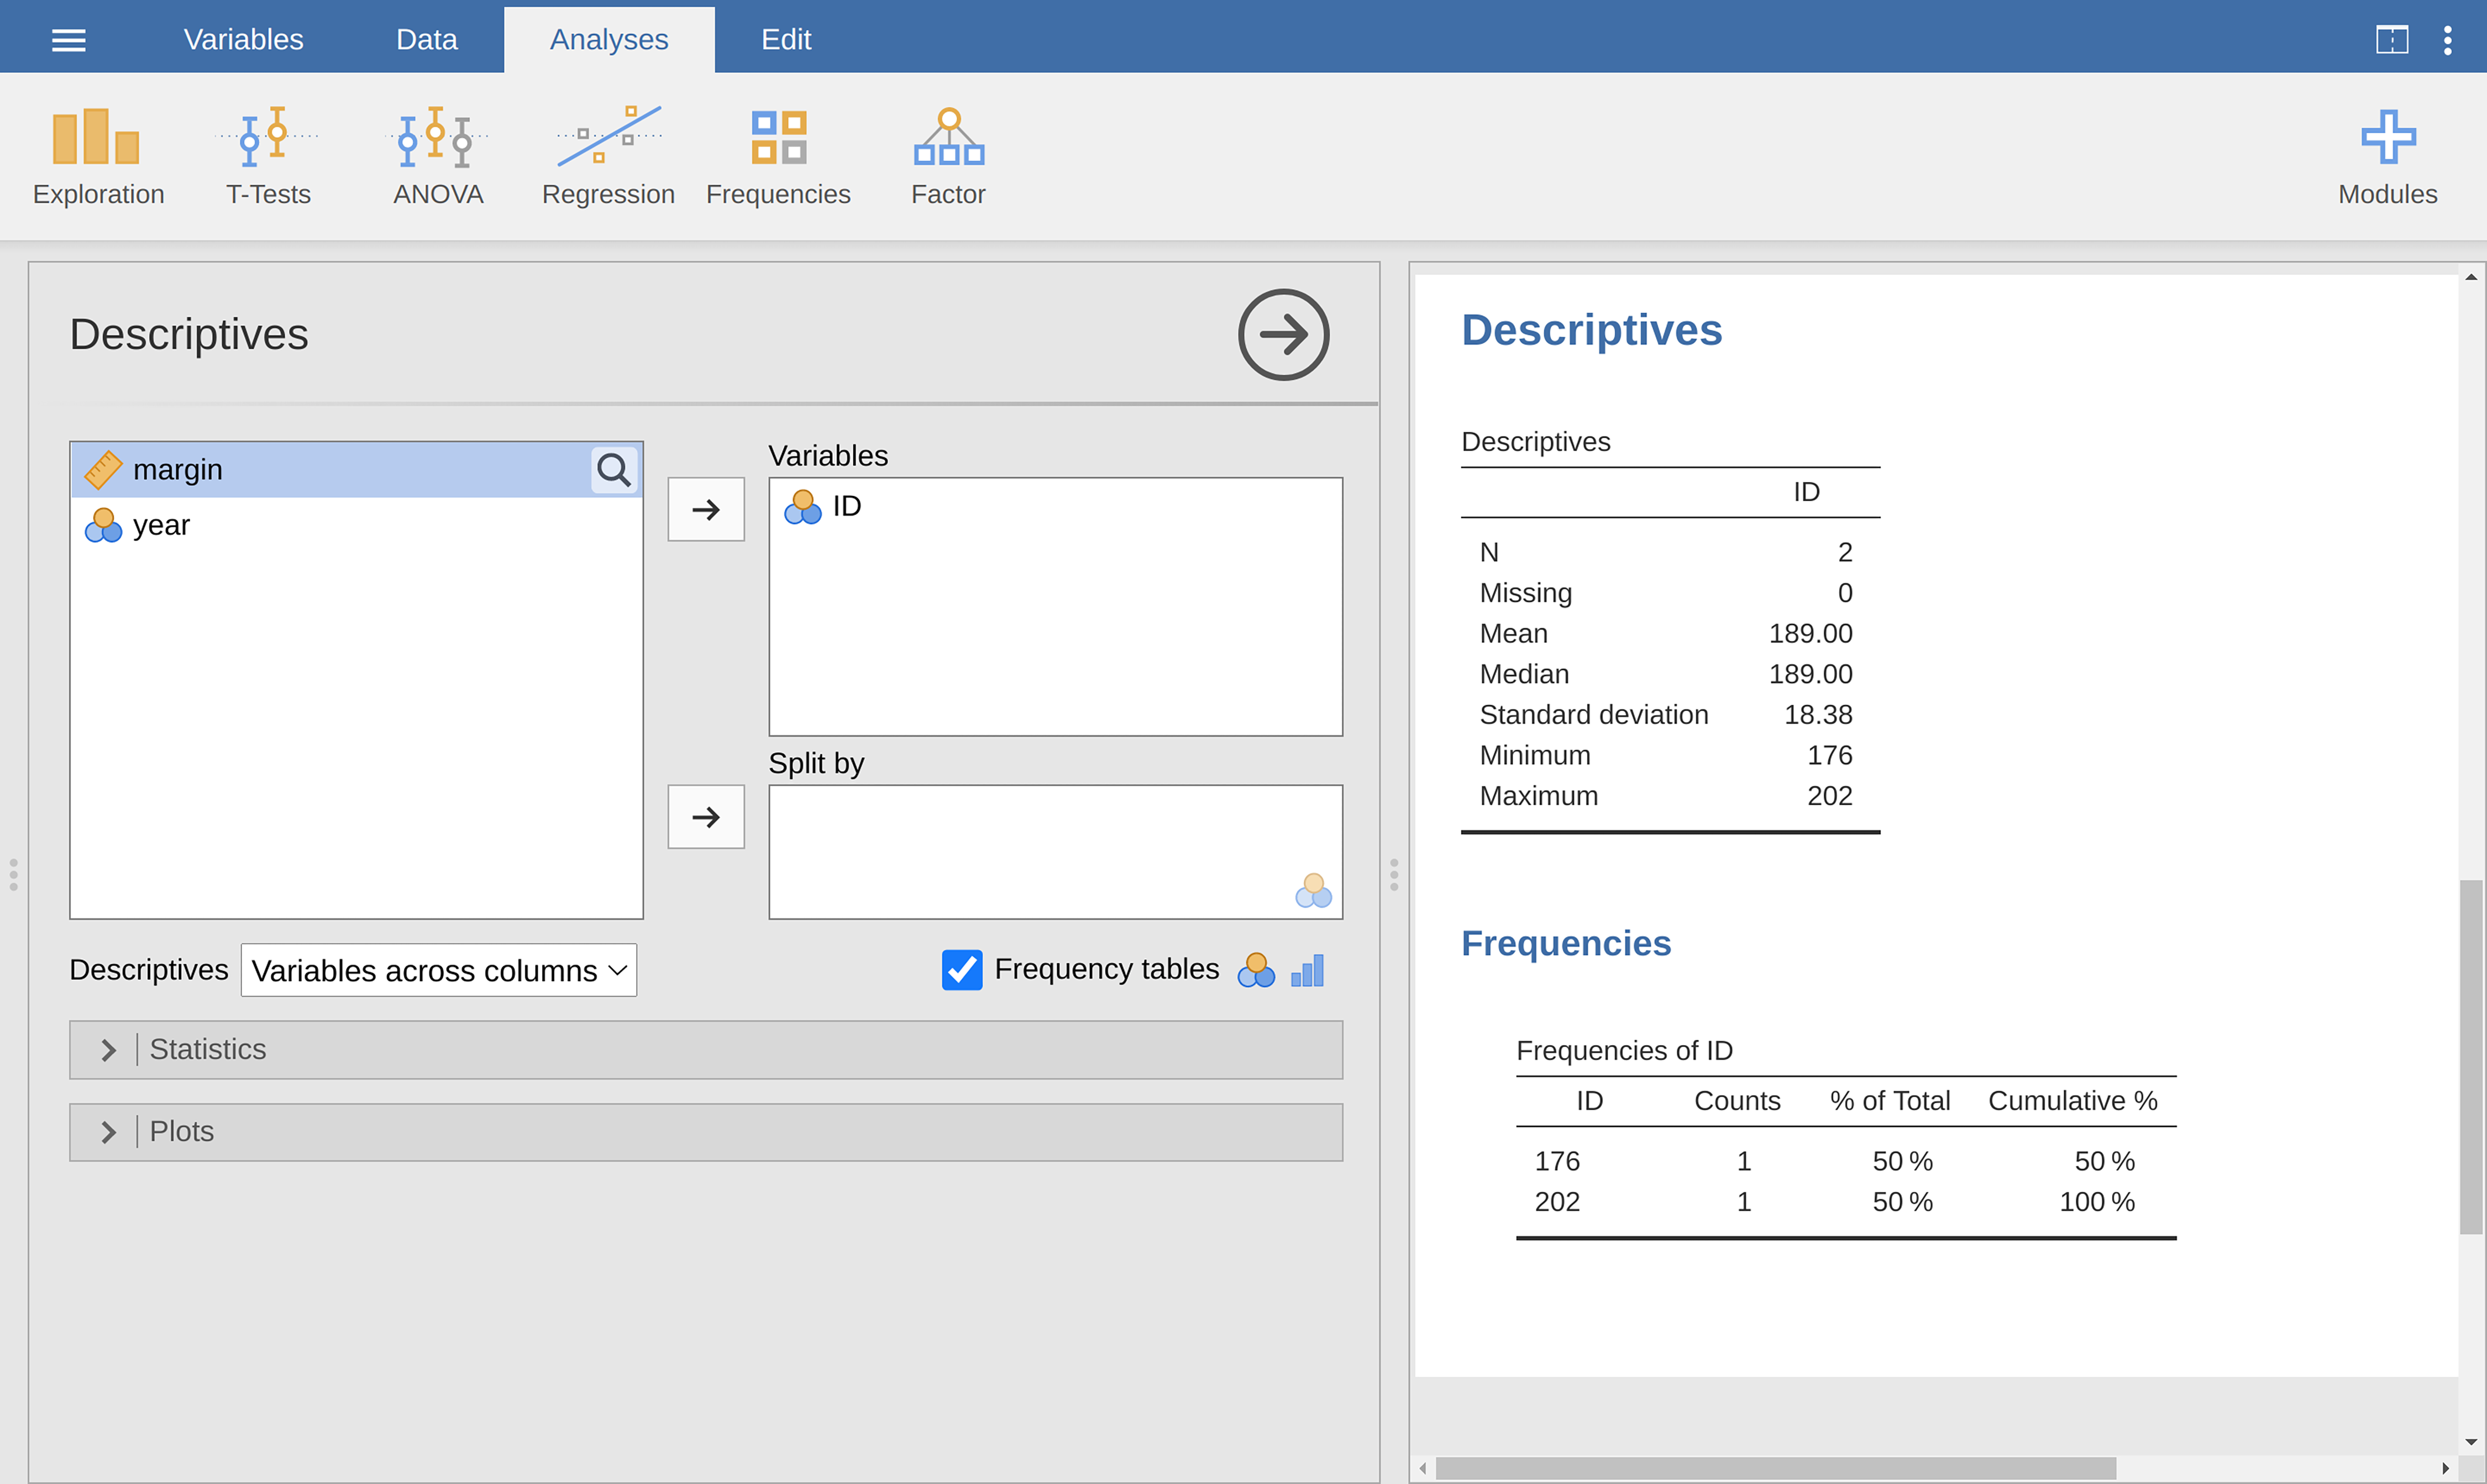 Variables Data Analyses Edit
Exploration T-Tests ANOVA Regression Frequencies Factor Modules
Descriptives
margin
year
Variables
ID
Split by
Descriptives Variables across columns Frequency tables
Statistics
Plots
Descriptives
Descriptives
ID
N 2
Missing 0
Mean 189.00
Median 189.00
Standard deviation 18.38
Minimum 176
Maximum 202
Frequencies
Frequencies of ID
ID Counts % of Total Cumulative %
176 1 50 % 50 %
202 1 50 % 100 %